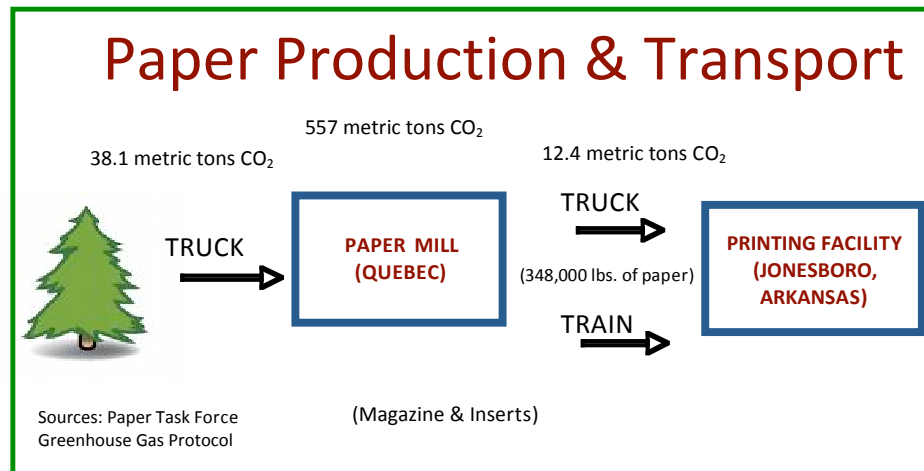 Paper Production & Transport
557 metric tons CO₂
38.1 metric tons CO₂
12.4 metric tons CO₂
TRUCK
PAPER MILL
(QUEBEC)
TRUCK
(348,000 lbs. of paper)
TRAIN
PRINTING FACILITY
(JONESBORO,
ARKANSAS)
Sources: Paper Task Force
Greenhouse Gas Protocol
(Magazine & Inserts)